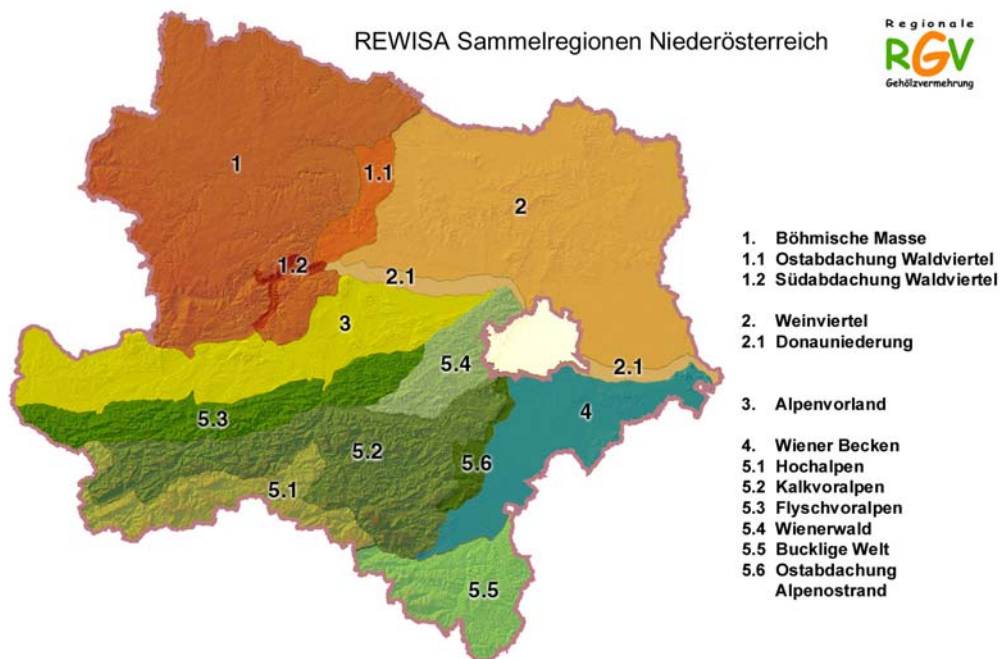 REWISA Sammelregionen Niederösterreich
Regionale
RGV
Gehölzvermehrung
1
1.1
2
1.2
2.1
3
5.4
2.1
4
5.3
5.2
5.6
5.1
5.5
1. Böhmische Masse
1.1 Ostabdachung Waldviertel
1.2 Südabdachung Waldviertel
2. Weinviertel
2.1 Donauniederung
3. Alpenvorland
4. Wiener Becken
5.1 Hochalpen
5.2 Kalkvoralpen
5.3 Flyschvoralpen
5.4 Wienerwald
5.5 Bucklige Welt
5.6 Ostabdachung
Alpenostrand